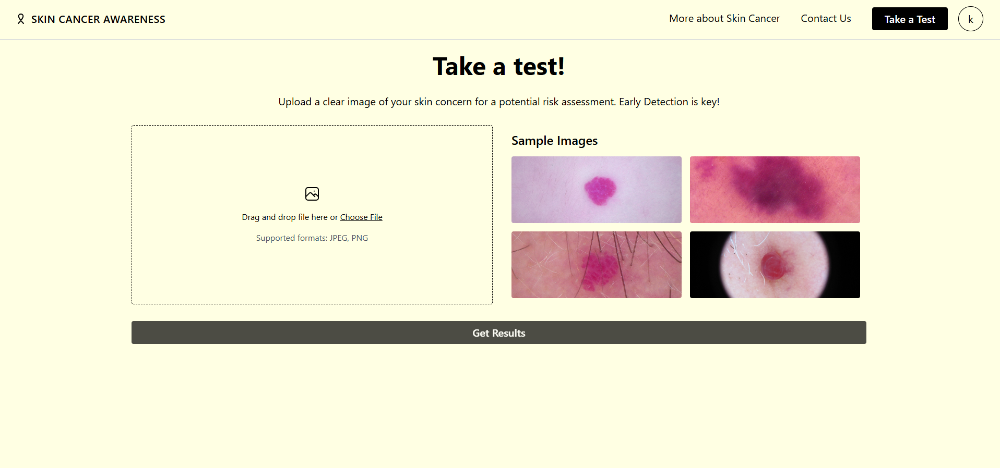 SKIN CANCER AWARENESS
More about Skin Cancer
Contact Us
Take a Test
k
Take a test!
Upload a clear image of your skin concern for a potential risk assessment. Early Detection is key!
Drag and drop file here or Choose File
Supported formats: JPEG, PNG
Sample Images
Get Results